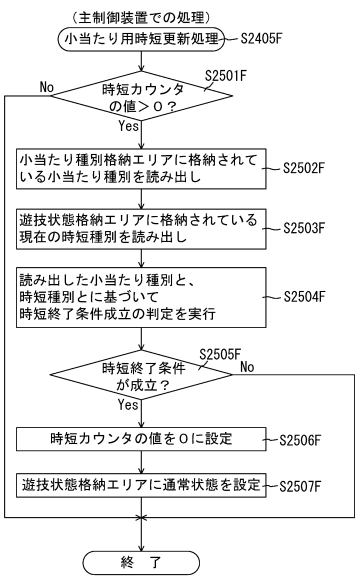 (主制御装置での処理)
小当たり用時短更新処理
S2405F
S2501F
No
時短カウンタ
の値>0?
Yes
小当たり種別格納エリアに格納されて
いる小当たり種別を読み出し
S2502F
遊技状態格納エリアに格納されている
現在の時短種別を読み出し
S2503F
読み出した小当たり種別と、
時短種別とに基づいて
時短終了条件成立の判定を実行
S2504F
S2505F
No
時短終了条件
が成立?
Yes
時短カウンタの値を0に設定
S2506F
遊技状態格納エリアに通常状態を設定
S2507F
終 了